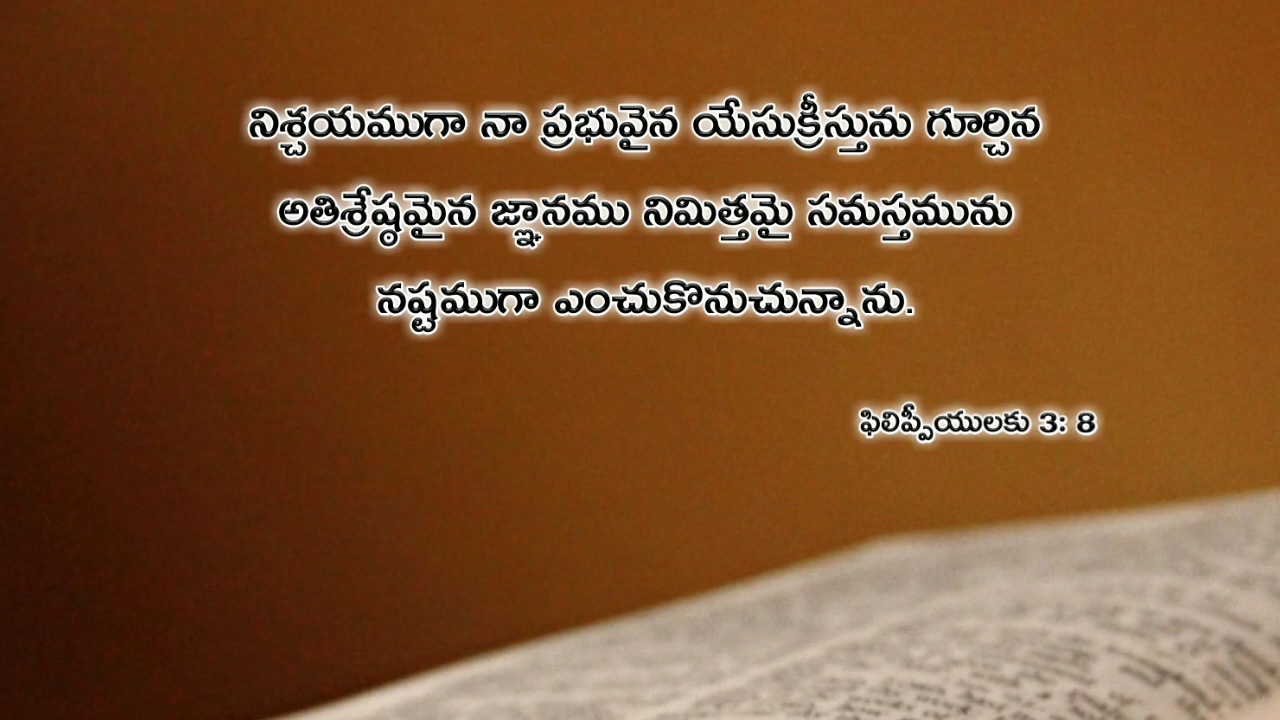 నిశ్చయముగా నా ప్రభువైన యేసుక్రీస్తును గూర్చిన
అతిశ్రేష్ఠమైన జ్ఞానము నిమిత్తమై సమస్తమును
నష్టముగా ఎంచుకొనుచున్నాను.
ఫిలిప్పీయులకు 3: 8